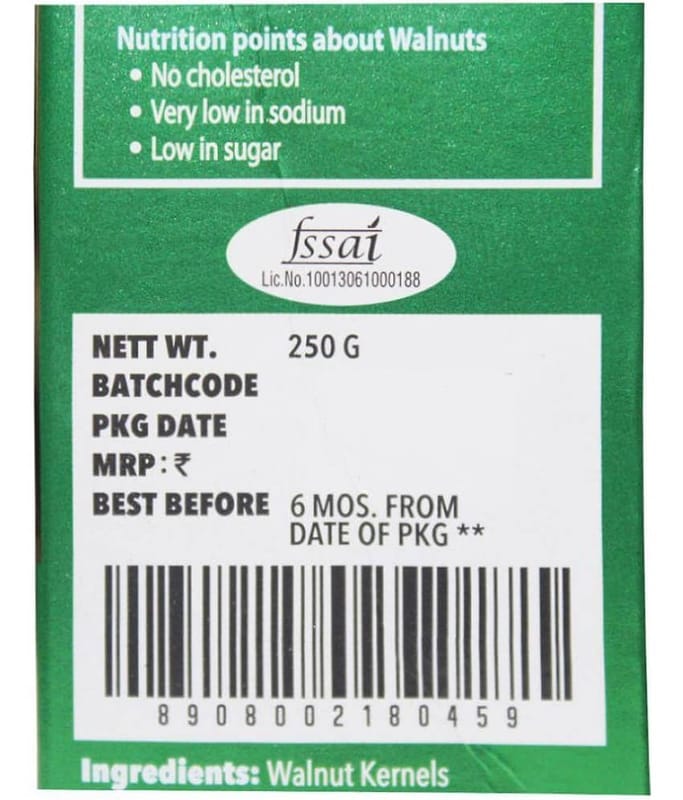 Nutrition points about Walnuts
• No cholesterol
• Very low in sodium
• Low in sugar
fssai
Lic.No.10013061000188
NETT WT. 250 G
BATCHCODE
PKG DATE
MRP : ₹
BEST BEFORE 6 MOS. FROM
DATE OF PKG **
8908002180459
Ingredients: Walnut Kernels